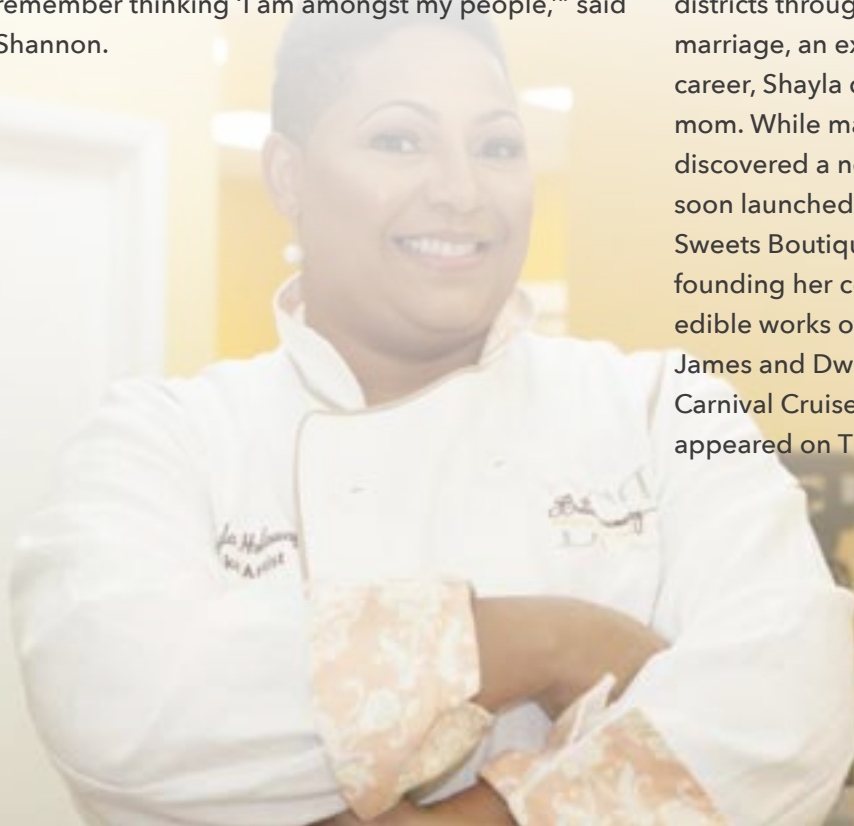 remember thinking 'I am amongst my people,'" said
Shannon.
districts throug
marriage, an ex
career, Shayla
mom. While ma
discovered a n
soon launched
Sweets Boutiqu
founding her c
edible works o
James and Dw
Carnival Cruise
appeared on T